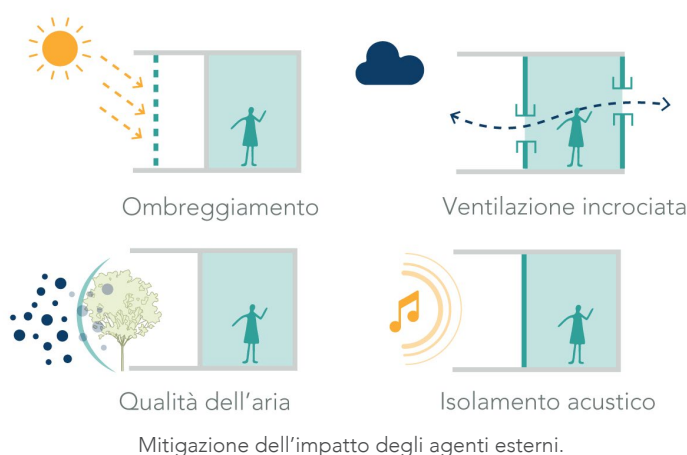 Ombreggiamento
Ventilazione incrociata
Qualità dell'aria
Isolamento acustico
Mitigazione dell'impatto degli agenti esterni.